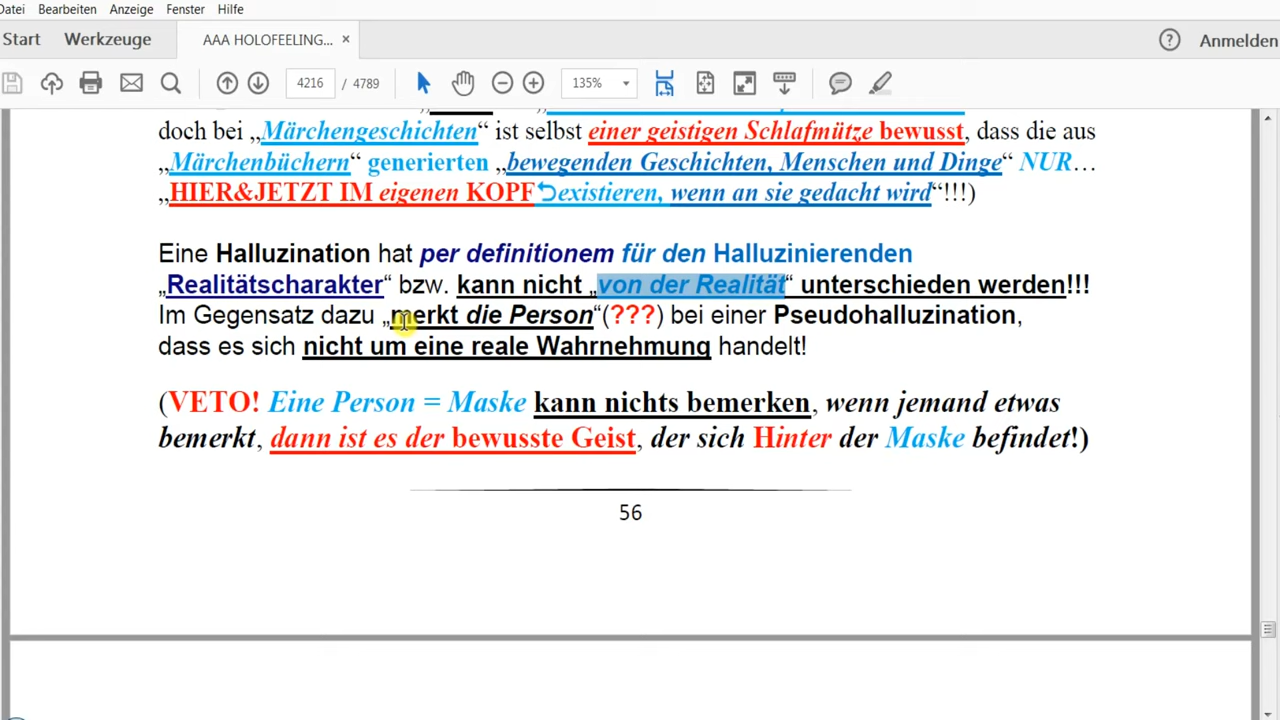 Datei Bearbeiten Anzeige Fenster Hilfe
Start Werkzeuge AAA HOLOFEELING... × ? Anmelden
4216 / 4789 135%
doch bei „Märchengeschichten“ ist selbst einer geistigen Schlafmütze bewusst, dass die aus
„Märchenbüchern“ generierten „bewegenden Geschichten, Menschen und Dinge“ NUR…
„HIER&JETZT IM eigenen KOPF⮌existieren, wenn an sie gedacht wird“!!!)
Eine Halluzination hat per definitionem für den Halluzinierenden
„Realitätscharakter“ bzw. kann nicht „von der Realität“ unterschieden werden!!!
Im Gegensatz dazu „merkt die Person“(???) bei einer Pseudohalluzination,
dass es sich nicht um eine reale Wahrnehmung handelt!
(VETO! Eine Person = Maske kann nichts bemerken, wenn jemand etwas
bemerkt, dann ist es der bewusste Geist, der sich Hinter der Maske befindet!)
56